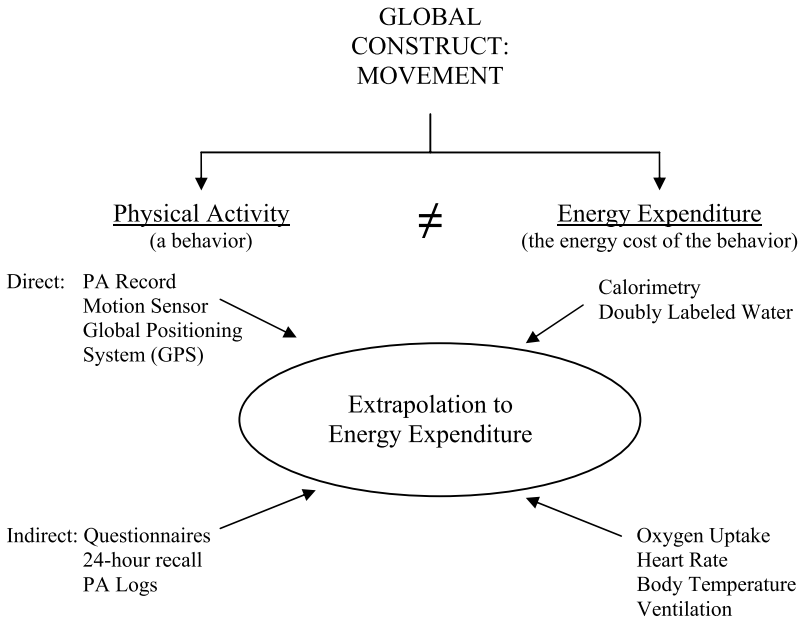 GLOBAL
CONSTRUCT:
MOVEMENT
Physical Activity
(a behavior)
≠
Energy Expenditure
(the energy cost of the behavior)
Direct: PA Record
Motion Sensor
Global Positioning
System (GPS)
Calorimetry
Doubly Labeled Water
Extrapolation to
Energy Expenditure
Indirect: Questionnaires
24-hour recall
PA Logs
Oxygen Uptake
Heart Rate
Body Temperature
Ventilation